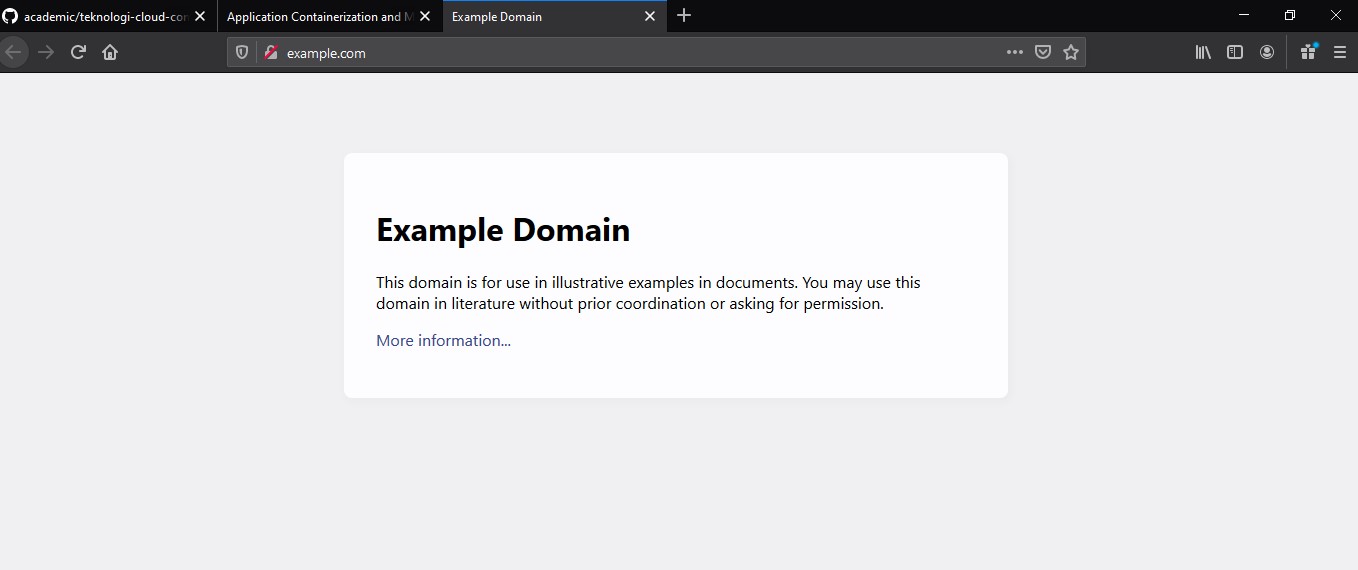 academic/teknologi-cloud-con
Application Containerization and M
Example Domain
example.com
Example Domain
This domain is for use in illustrative examples in documents. You may use this
domain in literature without prior coordination or asking for permission.
More information...